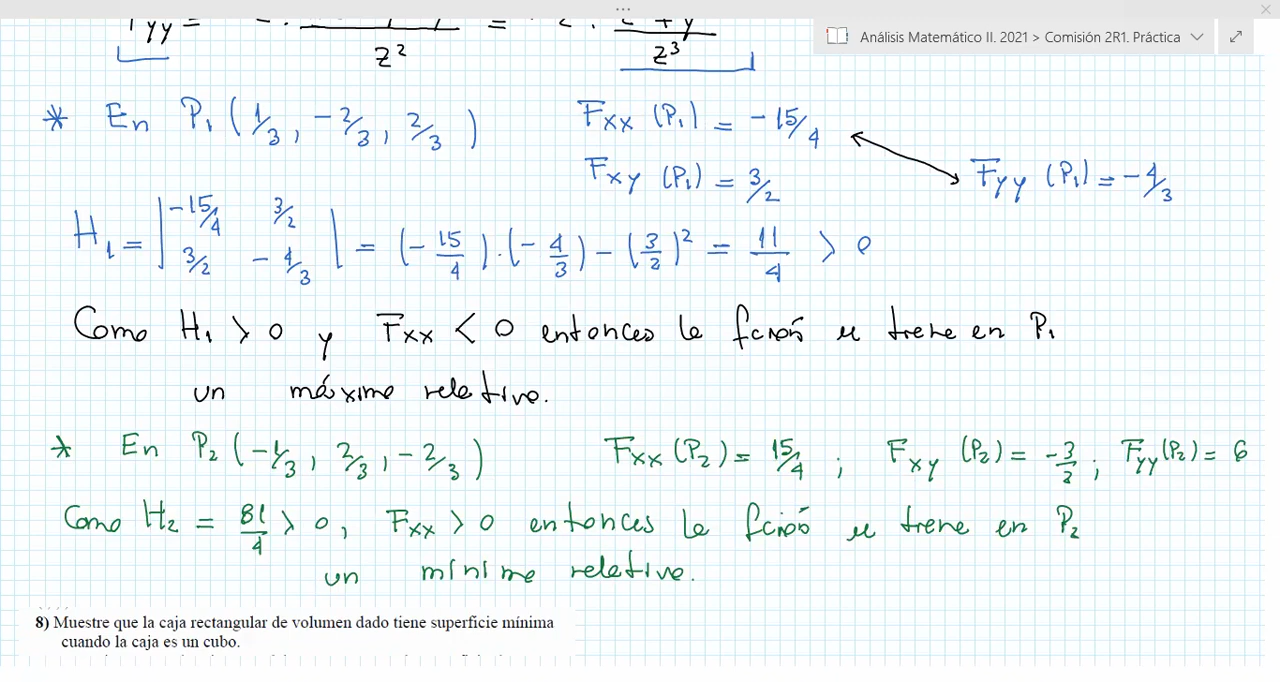 Análisis Matemático II. 2021 > Comisión 2R1. Práctica
z² z³
* En P₁ (1/3, -2/3, 2/3) Fxx (P₁) = -15/4
Fxy (P₁) = 3/2 Fyy (P₁) = -4/3
H₁ = |-15/4 3/2| = (-15/4).(-4/3) - (3/2)² = 11/4 > 0
|3/2 -4/3|
Como H₁ > 0 y Fxx < 0 entonces la fción u tiene en P₁
un máximo relativo.
* En P₂ (-1/3, 2/3, -2/3) Fxx (P₂) = 15/4 ; Fxy (P₂) = -3/2 ; Fyy (P₂) = 6
Como H₂ = 81/4 > 0, Fxx > 0 entonces la fción u tiene en P₂
un mínimo relativo.
8) Muestre que la caja rectangular de volumen dado tiene superficie mínima
cuando la caja es un cubo.